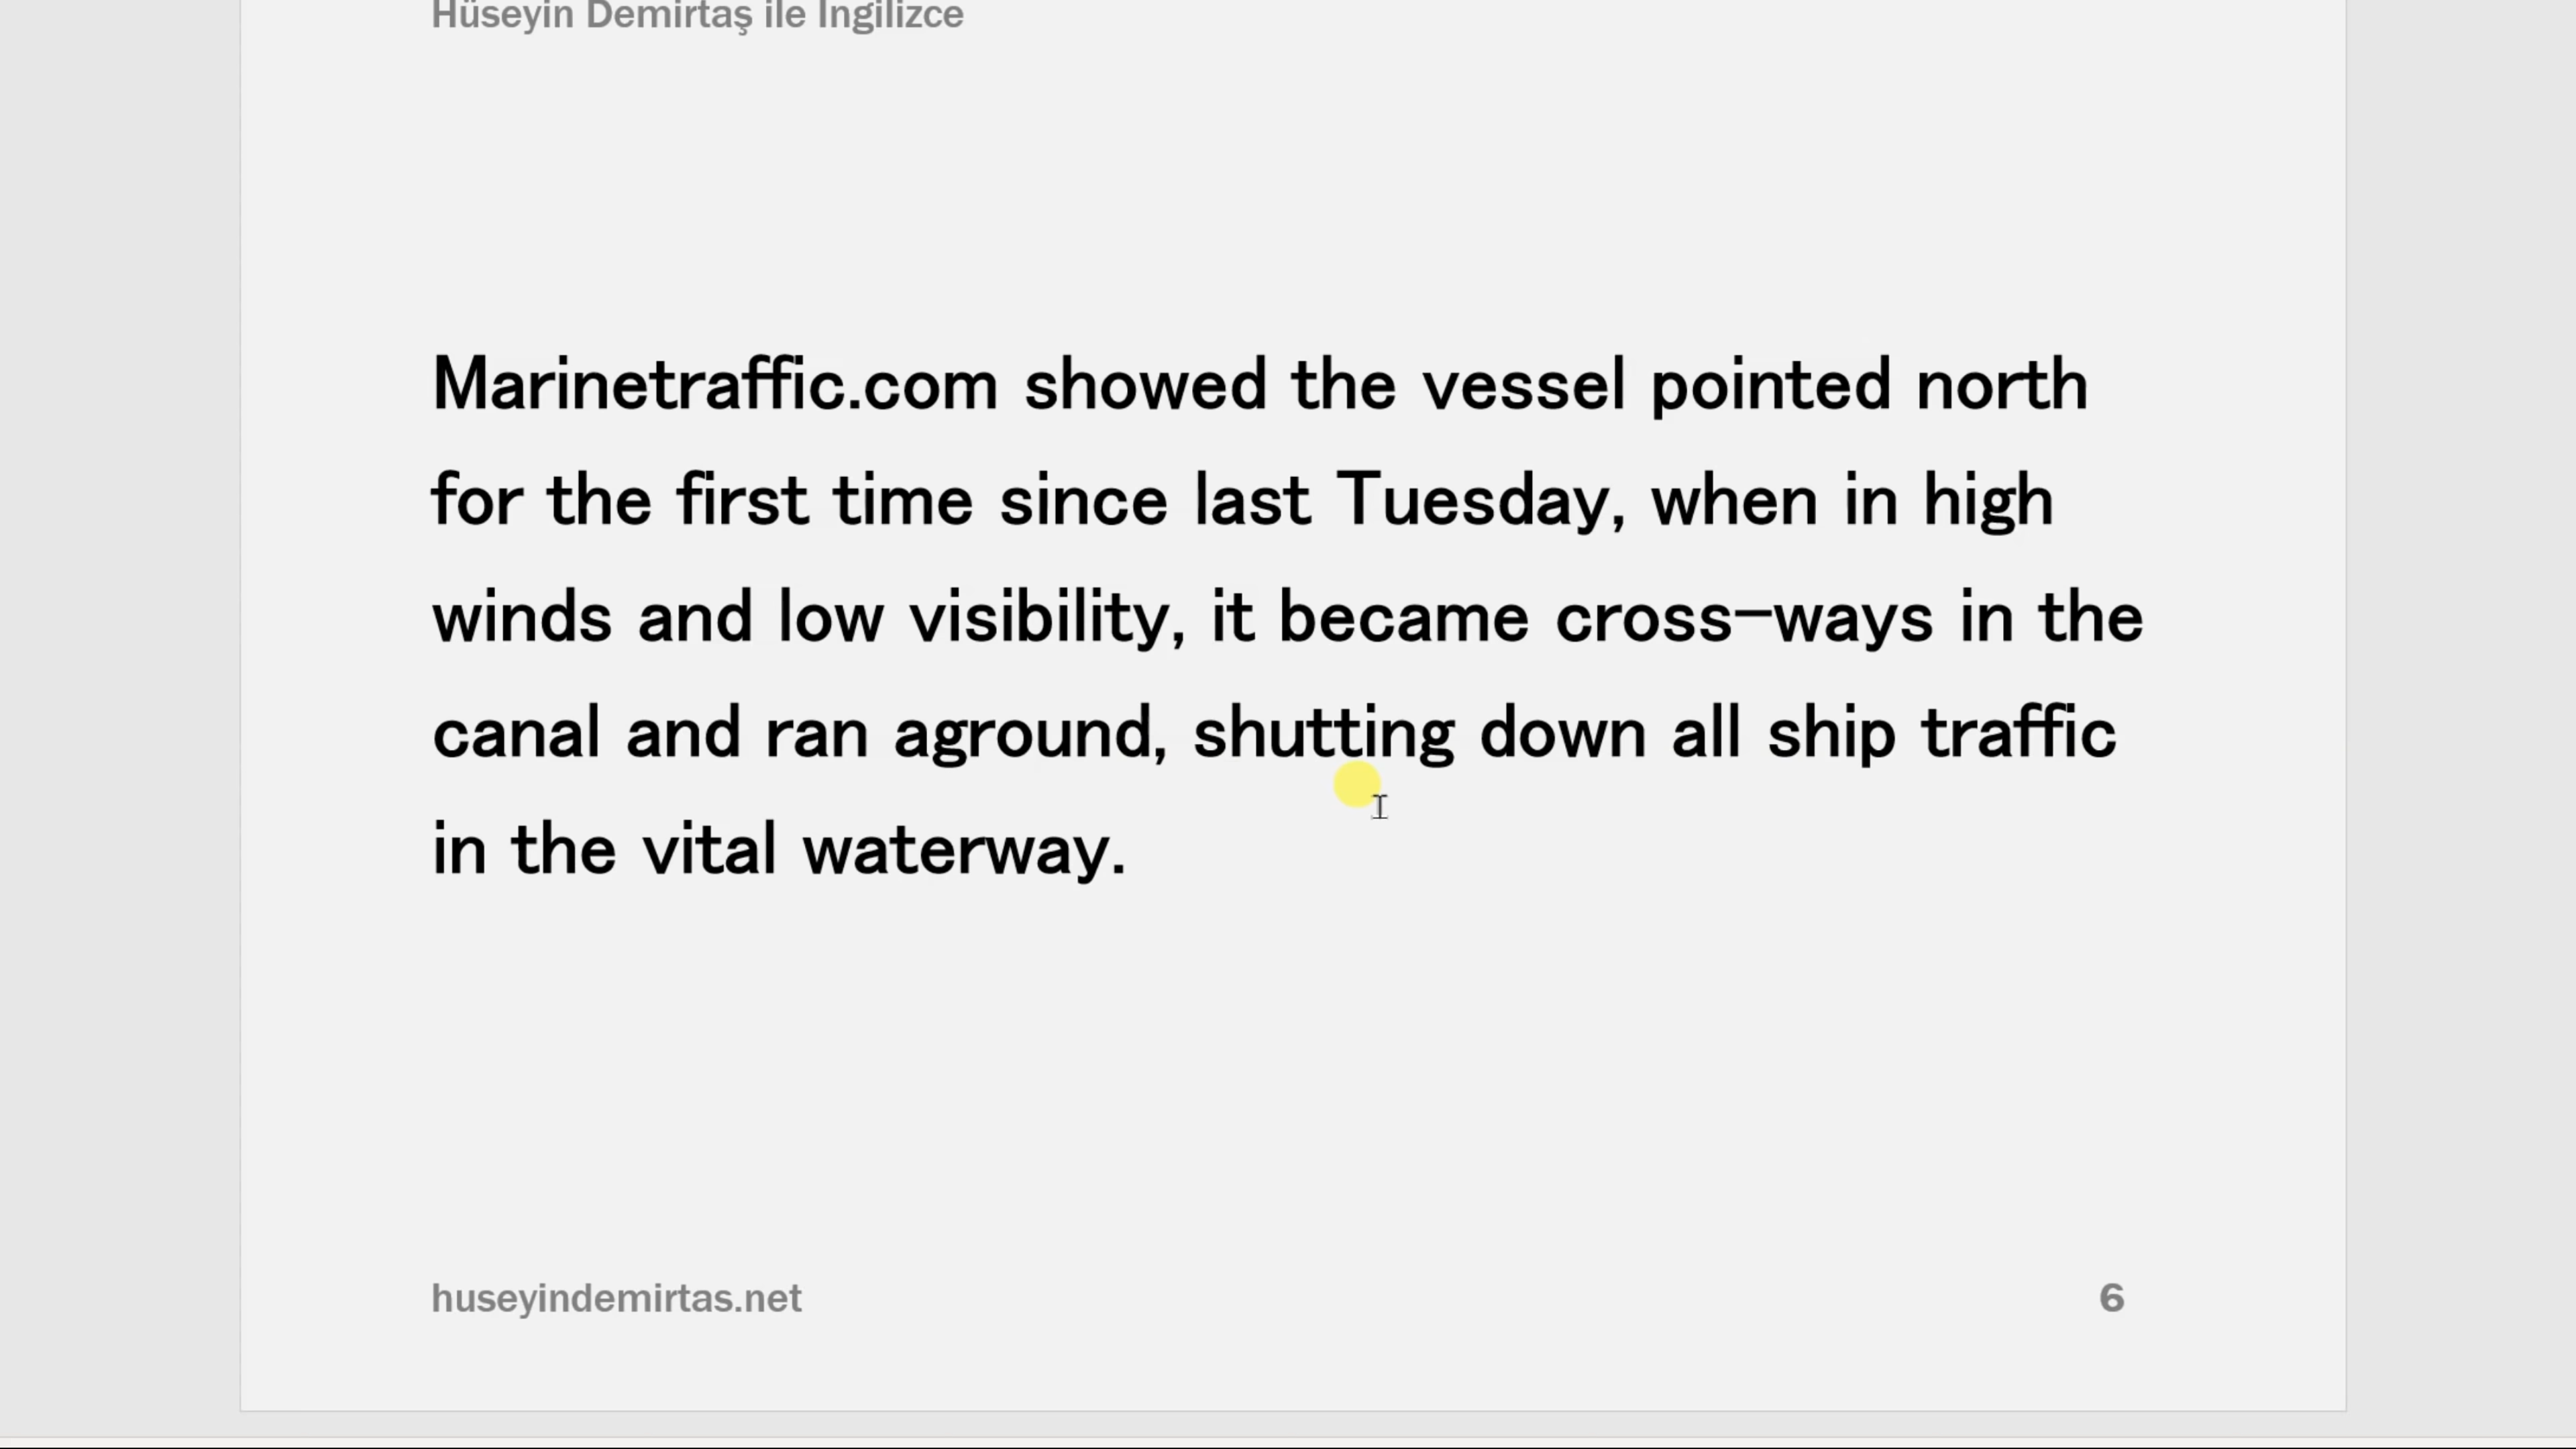 Hüseyin Demirtaş ile İngilizce
Marinetraffic.com showed the vessel pointed north
for the first time since last Tuesday, when in high
winds and low visibility, it became cross-ways in the
canal and ran aground, shutting down all ship traffic
in the vital waterway.
huseyindemirtas.net
6